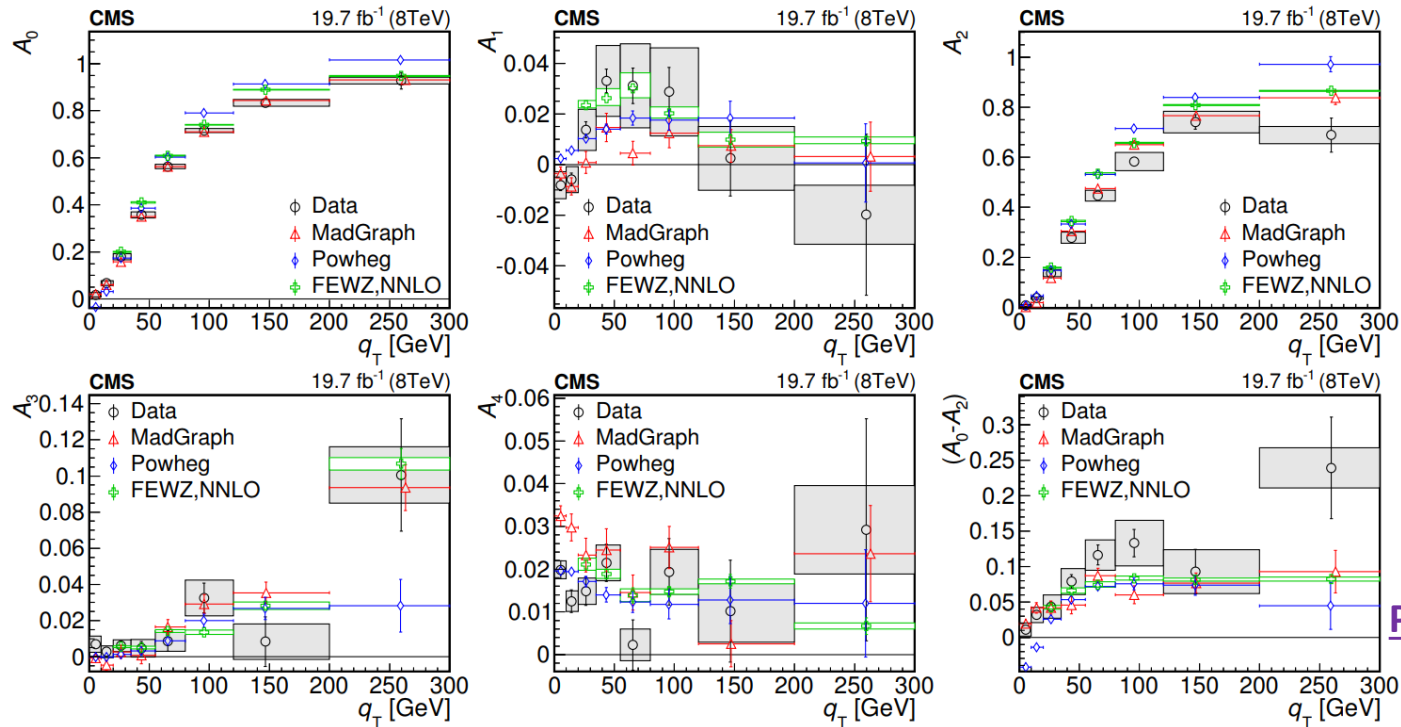 CMS 19.7 fb⁻¹ (8TeV)
A₀
1
0.8
0.6
0.4
0.2
0
Data
MadGraph
Powheg
FEWZ,NNLO
0 50 100 150 200 250 300
q_T [GeV]
CMS 19.7 fb⁻¹ (8TeV)
A₁
0.04
0.02
0
-0.02
-0.04
Data
MadGraph
Powheg
FEWZ,NNLO
0 50 100 150 200 250 300
q_T [GeV]
CMS 19.7 fb⁻¹ (8TeV)
A₂
1
0.8
0.6
0.4
0.2
0
Data
MadGraph
Powheg
FEWZ,NNLO
0 50 100 150 200 250 300
q_T [GeV]
CMS 19.7 fb⁻¹ (8TeV)
A₃
0.14
0.12
0.1
0.08
0.06
0.04
0.02
0
Data
MadGraph
Powheg
FEWZ,NNLO
0 50 100 150 200 250 300
q_T [GeV]
CMS 19.7 fb⁻¹ (8TeV)
A₄
0.06
0.05
0.04
0.03
0.02
0.01
0
Data
MadGraph
Powheg
FEWZ,NNLO
0 50 100 150 200 250 300
q_T [GeV]
CMS 19.7 fb⁻¹ (8TeV)
(A₀-A₂)
0.3
0.25
0.2
0.15
0.1
0.05
0
Data
MadGraph
Powheg
FEWZ,NNLO
0 50 100 150 200 250 300
q_T [GeV]